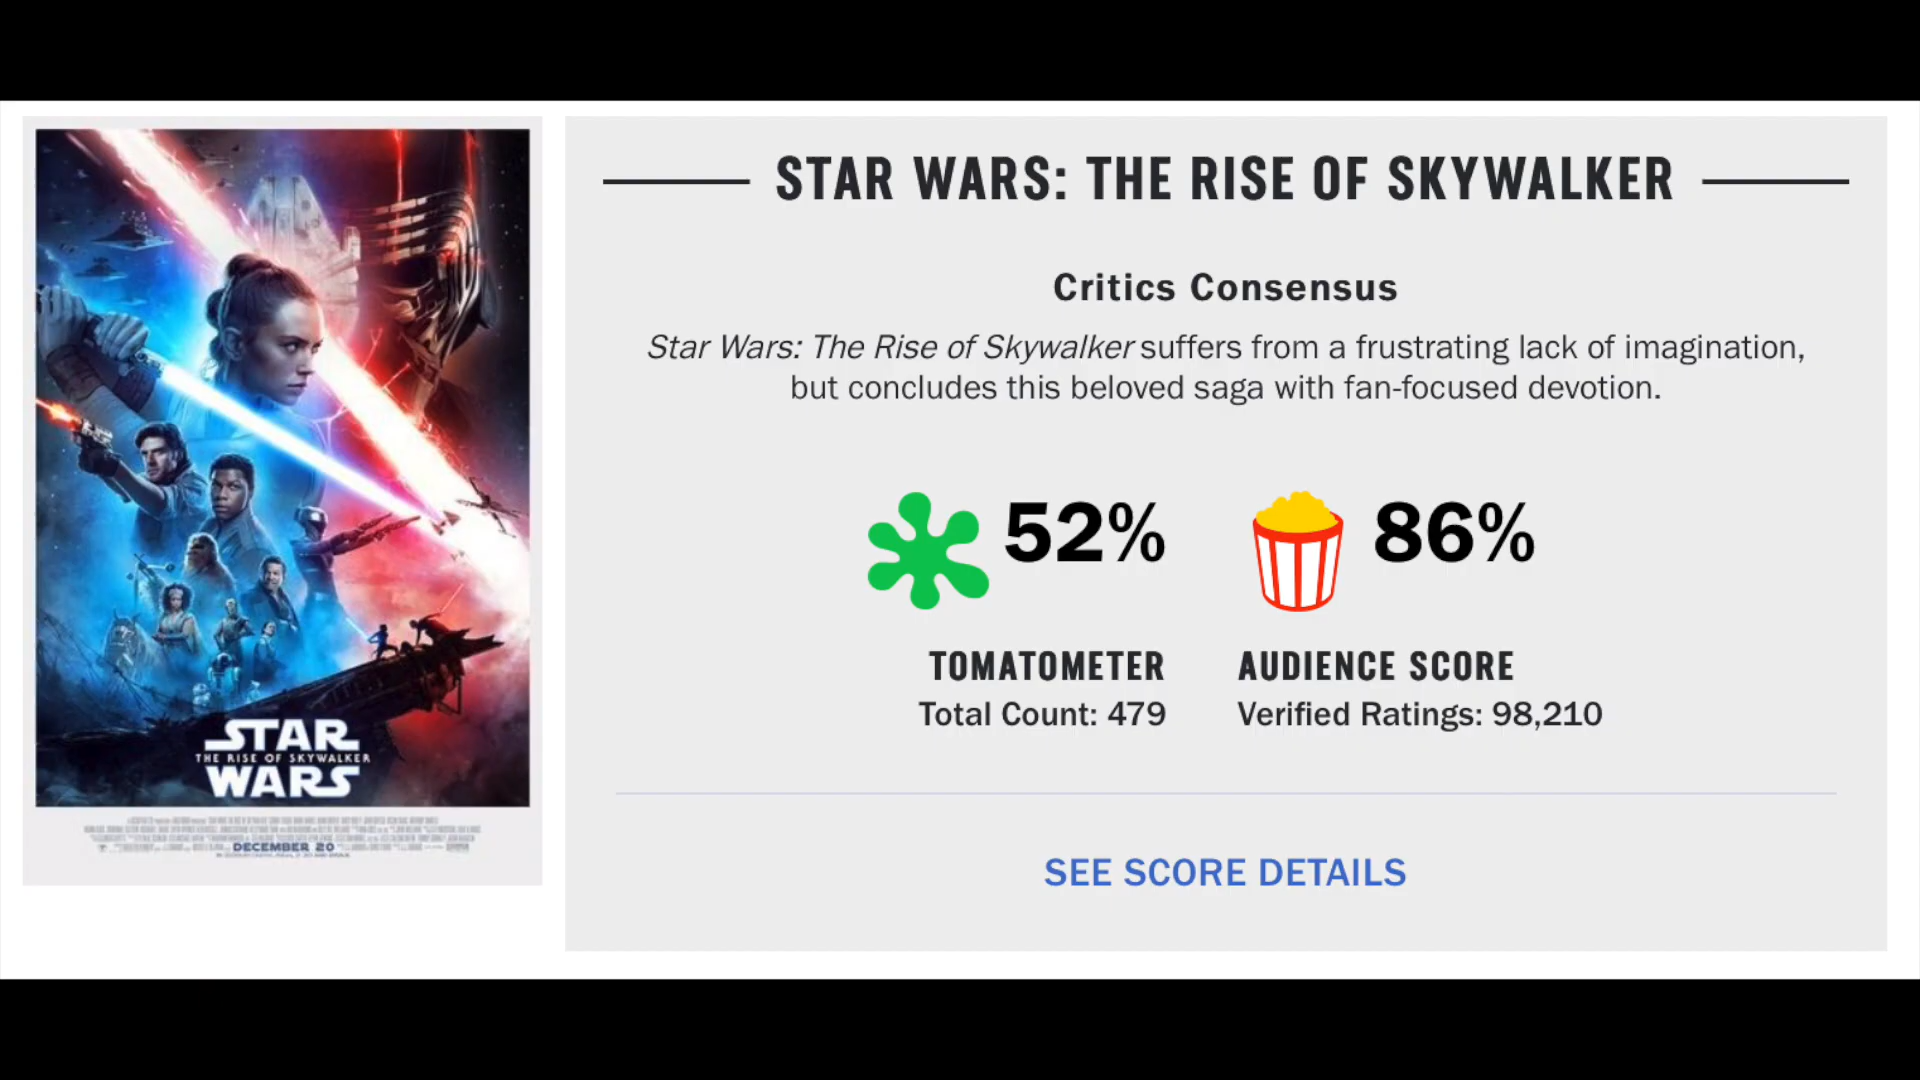 STAR
THE RISE OF SKYWALKER
WARS
DECEMBER 20
STAR WARS: THE RISE OF SKYWALKER
Critics Consensus
Star Wars: The Rise of Skywalker suffers from a frustrating lack of imagination,
but concludes this beloved saga with fan-focused devotion.
52%
86%
TOMATOMETER
AUDIENCE SCORE
Total Count: 479
Verified Ratings: 98,210
SEE SCORE DETAILS